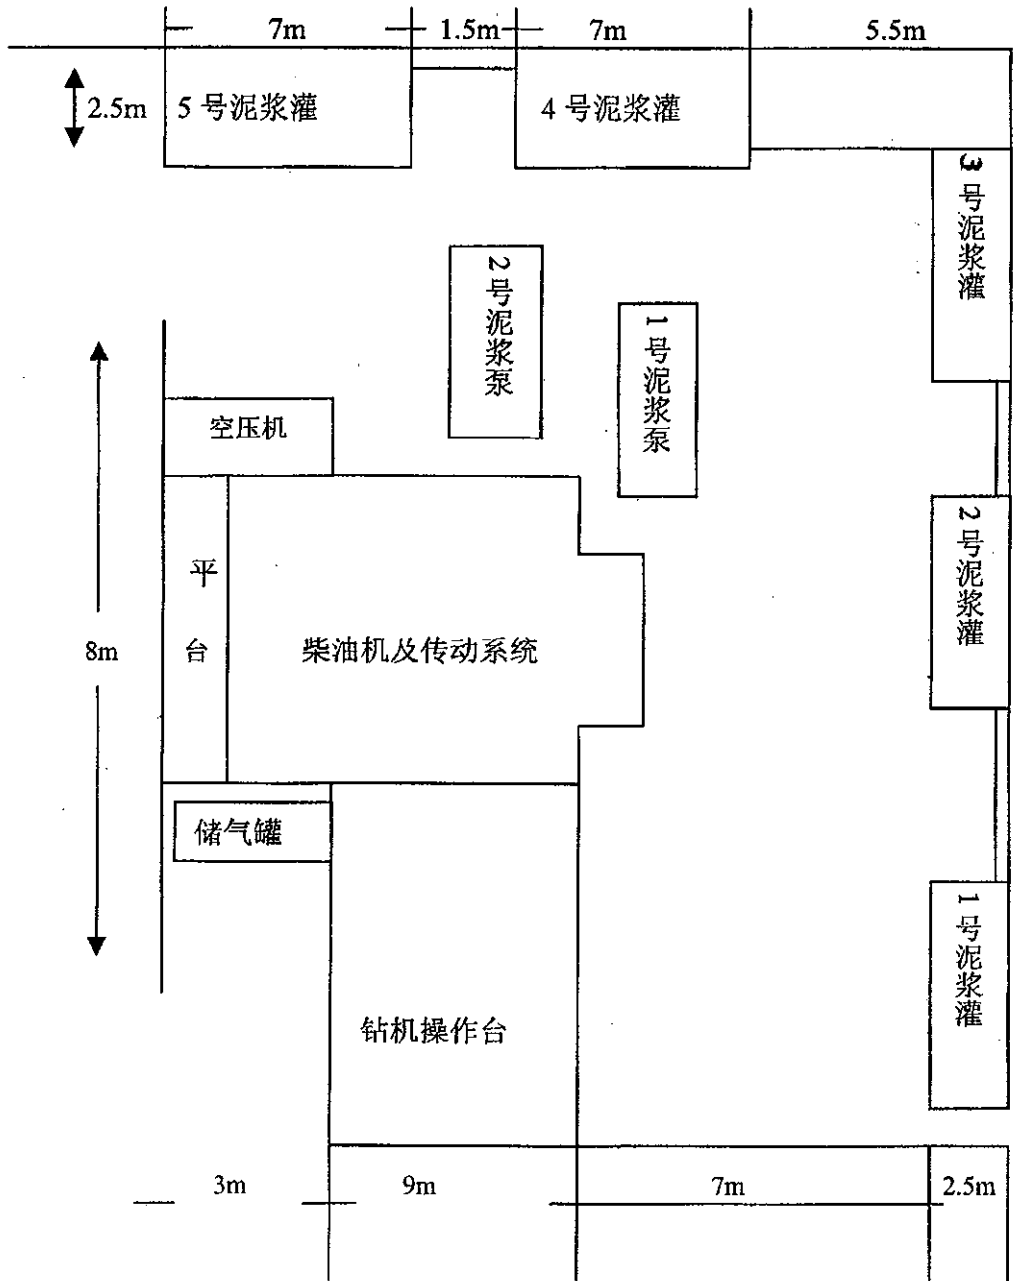 7m
1.5m
7m
5.5m
2.5m
5 号泥浆灌
4 号泥浆灌
3号泥浆灌
2号泥浆泵
1号泥浆泵
空压机
2号泥浆灌
平
台
柴油机及传动系统
8m
储气罐
1号泥浆灌
钻机操作台
3m
9m
7m
2.5m